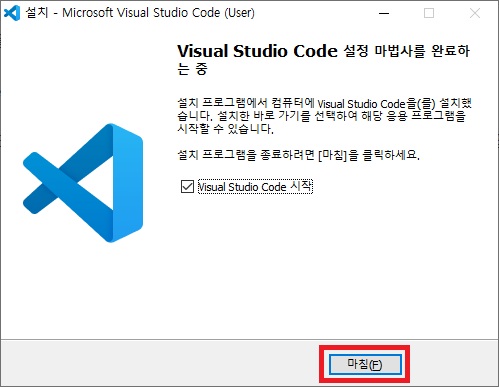 설치 - Microsoft Visual Studio Code (User)
Visual Studio Code 설정 마법사를 완료하
는 중
설치 프로그램에서 컴퓨터에 Visual Studio Code을(를) 설치했
습니다. 설치한 바로 가기를 선택하여 해당 응용 프로그램을
시작할 수 있습니다.
설치 프로그램을 종료하려면 [마침]을 클릭하세요.
Visual Studio Code 시작
마침(F)